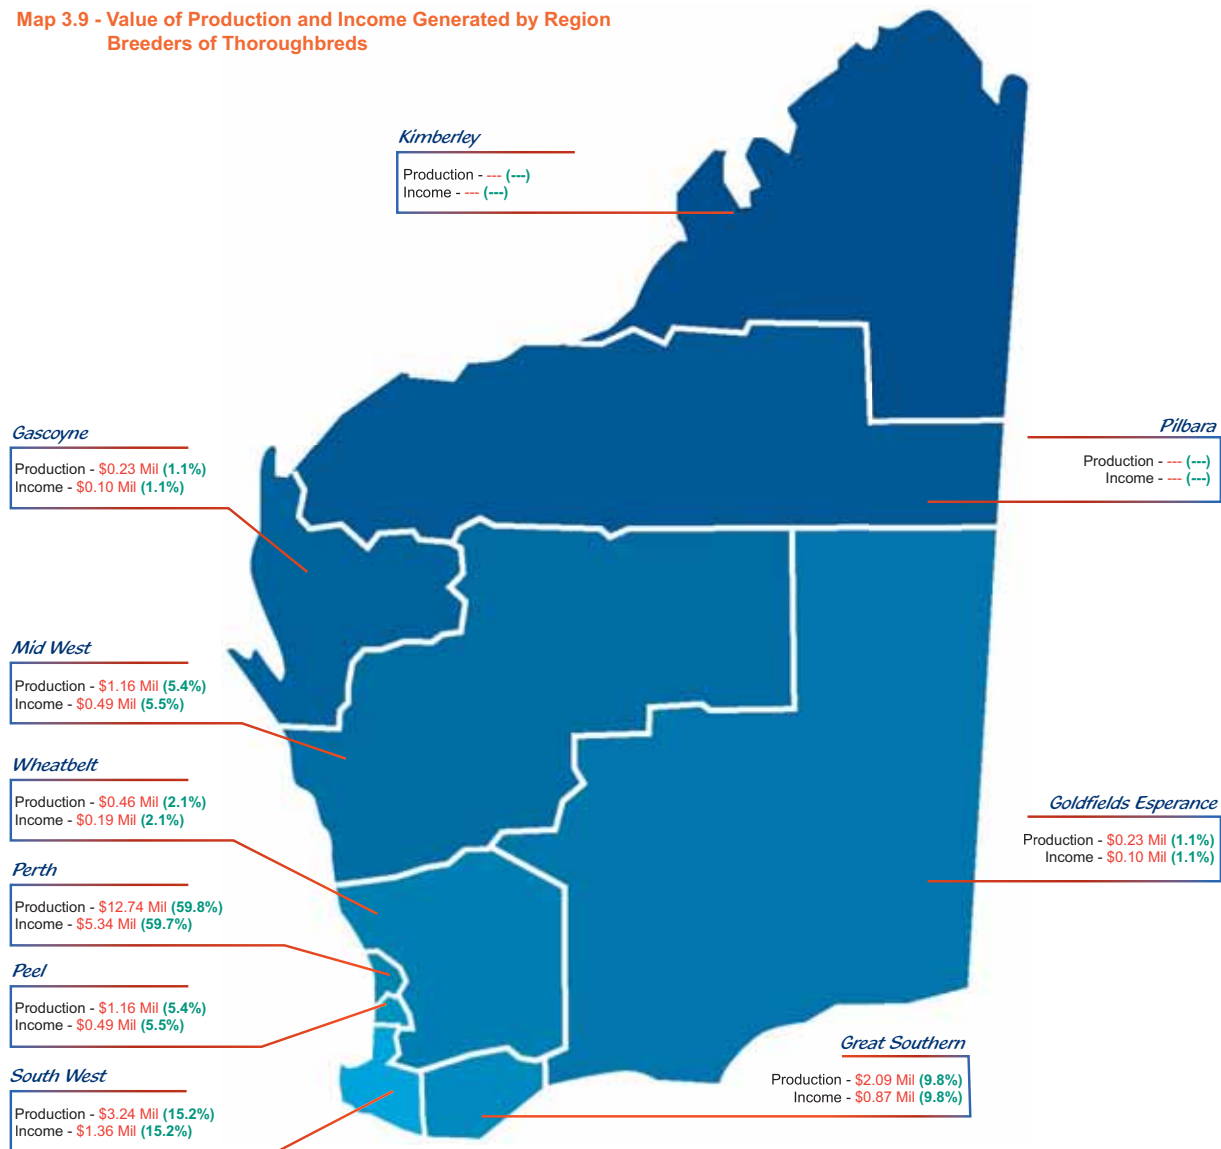 Map 3.9 - Value of Production and Income Generated by Region
Breeders of Thoroughbreds
Kimberley
Production - --- (---)
Income - --- (---)
Gascoyne
Production - $0.23 Mil (1.1%)
Income - $0.10 Mil (1.1%)
Pilbara
Production - --- (---)
Income - --- (---)
Mid West
Production - $1.16 Mil (5.4%)
Income - $0.49 Mil (5.5%)
Wheatbelt
Production - $0.46 Mil (2.1%)
Income - $0.19 Mil (2.1%)
Goldfields Esperance
Production - $0.23 Mil (1.1%)
Income - $0.10 Mil (1.1%)
Perth
Production - $12.74 Mil (59.8%)
Income - $5.34 Mil (59.7%)
Peel
Production - $1.16 Mil (5.4%)
Income - $0.49 Mil (5.5%)
Great Southern
Production - $2.09 Mil (9.8%)
Income - $0.87 Mil (9.8%)
South West
Production - $3.24 Mil (15.2%)
Income - $1.36 Mil (15.2%)